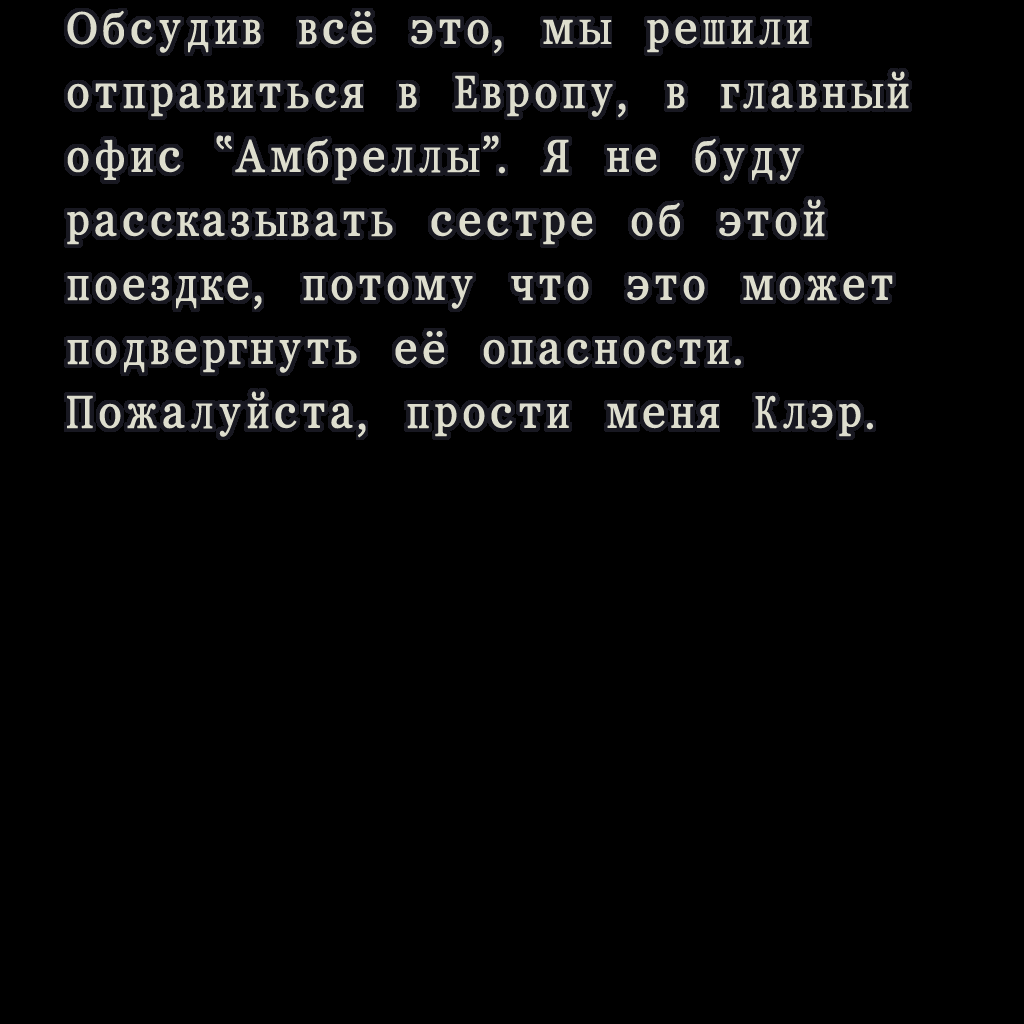 Обсудив всё это, мы решили
отправиться в Европу, в главный
офис “Амбреллы”. Я не буду
рассказывать сестре об этой
поездке, потому что это может
подвергнуть её опасности.
Пожалуйста, прости меня Клэр.